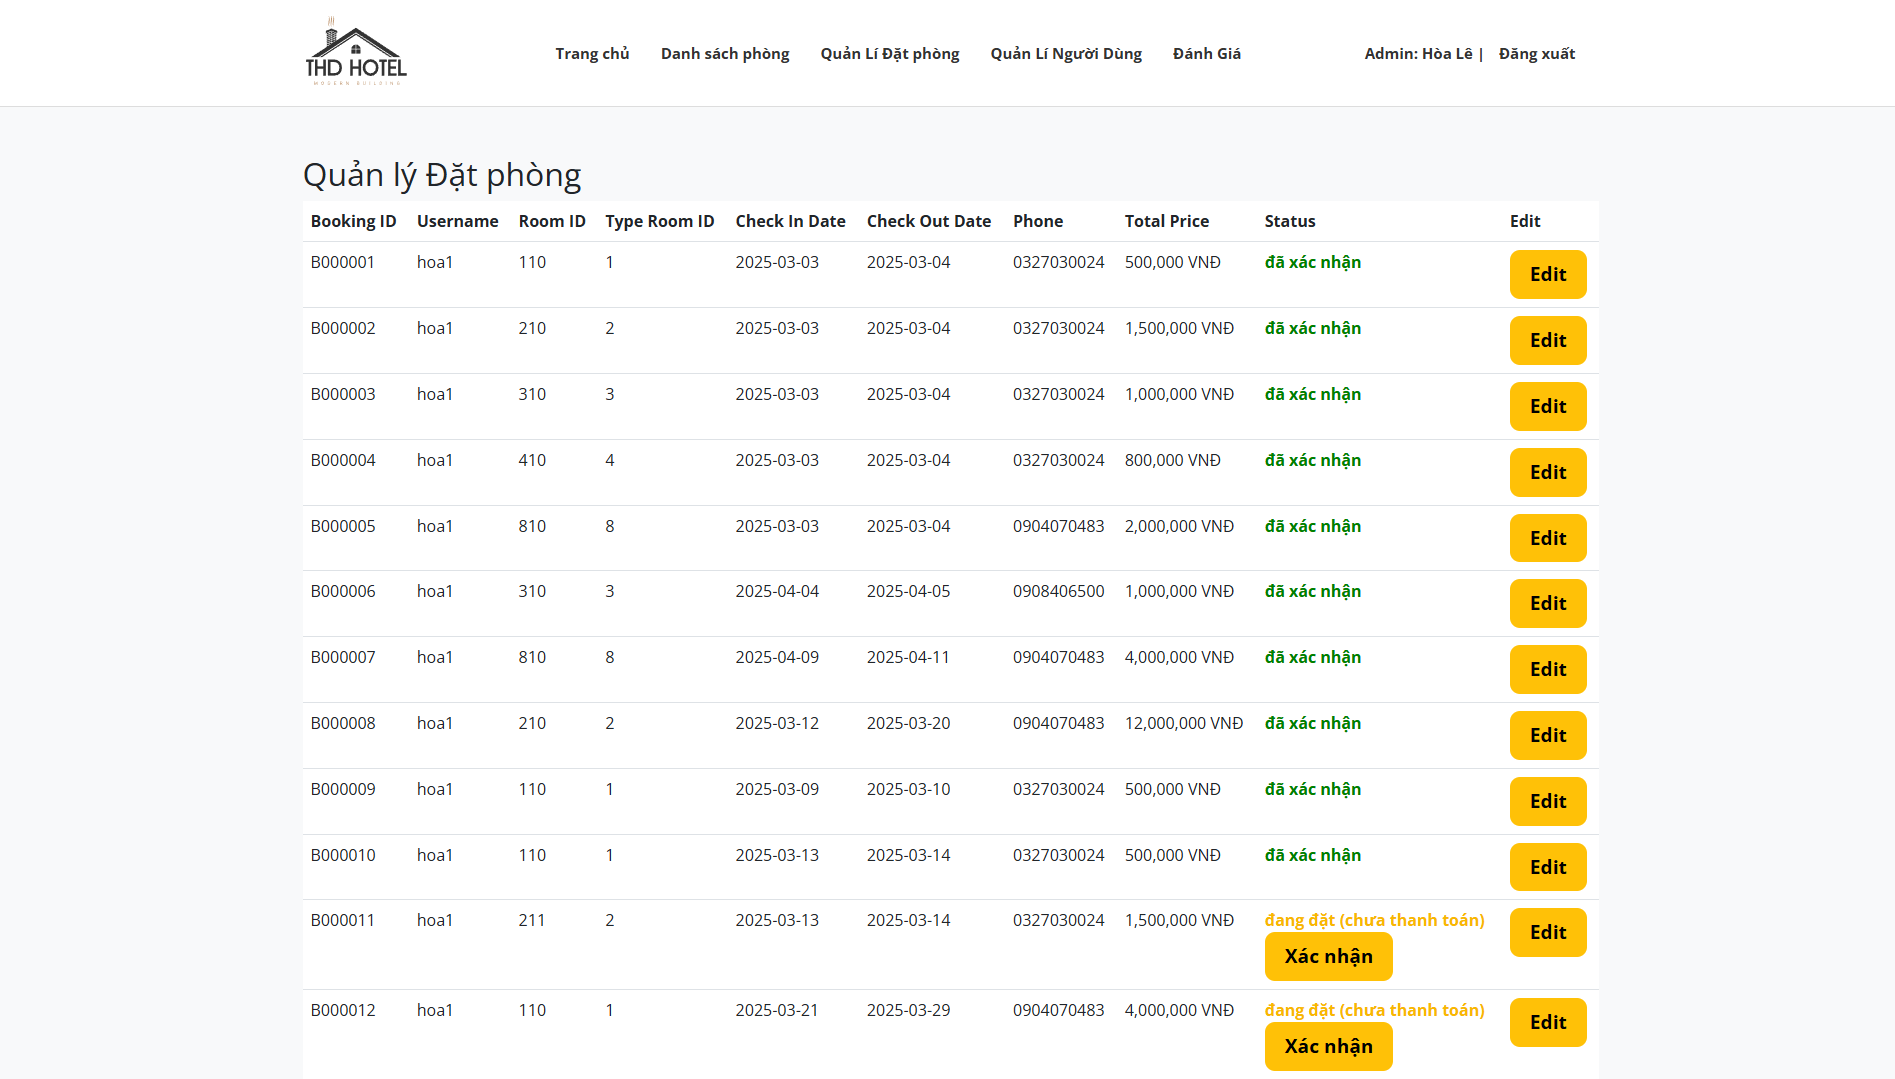 THD HOTEL
MODERN BUILDING
Trang chủ Danh sách phòng Quản Lí Đặt phòng Quản Lí Người Dùng Đánh Giá Admin: Hòa Lê | Đăng xuất
Quản lý Đặt phòng
Booking ID Username Room ID Type Room ID Check In Date Check Out Date Phone Total Price Status Edit
B000001 hoa1 110 1 2025-03-03 2025-03-04 0327030024 500,000 VNĐ đã xác nhận Edit
B000002 hoa1 210 2 2025-03-03 2025-03-04 0327030024 1,500,000 VNĐ đã xác nhận Edit
B000003 hoa1 310 3 2025-03-03 2025-03-04 0327030024 1,000,000 VNĐ đã xác nhận Edit
B000004 hoa1 410 4 2025-03-03 2025-03-04 0327030024 800,000 VNĐ đã xác nhận Edit
B000005 hoa1 810 8 2025-03-03 2025-03-04 0904070483 2,000,000 VNĐ đã xác nhận Edit
B000006 hoa1 310 3 2025-04-04 2025-04-05 0908406500 1,000,000 VNĐ đã xác nhận Edit
B000007 hoa1 810 8 2025-04-09 2025-04-11 0904070483 4,000,000 VNĐ đã xác nhận Edit
B000008 hoa1 210 2 2025-03-12 2025-03-20 0904070483 12,000,000 VNĐ đã xác nhận Edit
B000009 hoa1 110 1 2025-03-09 2025-03-10 0327030024 500,000 VNĐ đã xác nhận Edit
B000010 hoa1 110 1 2025-03-13 2025-03-14 0327030024 500,000 VNĐ đã xác nhận Edit
B000011 hoa1 211 2 2025-03-13 2025-03-14 0327030024 1,500,000 VNĐ đang đặt (chưa thanh toán) Edit
Xác nhận
B000012 hoa1 110 1 2025-03-21 2025-03-29 0904070483 4,000,000 VNĐ đang đặt (chưa thanh toán) Edit
Xác nhận